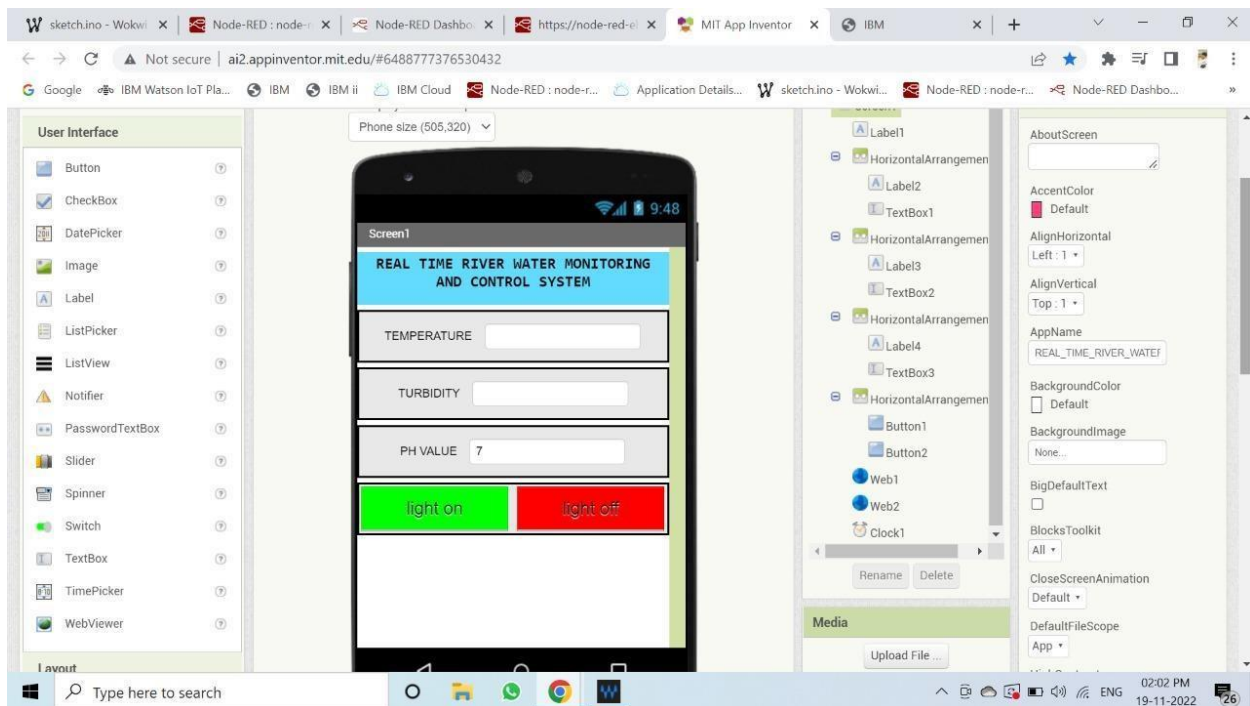 sketch.ino - Wokwi
Node-RED : node-r
Node-RED Dashbo
https://node-red-el
MIT App Inventor
IBM
Not secure | ai2.appinventor.mit.edu/#6488777376530432
Google
IBM Watson IoT Pla...
IBM
IBM ii
IBM Cloud
Node-RED : node-r...
Application Details...
sketch.ino - Wokwi...
Node-RED : node-r...
Node-RED Dashbo...
»
User Interface
Button
CheckBox
DatePicker
Image
Label
ListPicker
ListView
Notifier
PasswordTextBox
Slider
Spinner
Switch
TextBox
TimePicker
WebViewer
Layout
Phone size (505,320)
9:48
Screen1
REAL TIME RIVER WATER MONITORING
AND CONTROL SYSTEM
TEMPERATURE
TURBIDITY
PH VALUE 7
light on
light off
Label1
HorizontalArrangemen
Label2
TextBox1
HorizontalArrangemen
Label3
TextBox2
HorizontalArrangemen
Label4
TextBox3
HorizontalArrangemen
Button1
Button2
Web1
Web2
Clock1
Rename
Delete
Media
Upload File ...
AboutScreen
AccentColor
Default
AlignHorizontal
Left : 1
AlignVertical
Top : 1
AppName
REAL_TIME_RIVER_WATER
BackgroundColor
Default
BackgroundImage
None...
BigDefaultText
BlocksToolkit
All
CloseScreenAnimation
Default
DefaultFileScope
App
Type here to search
ENG
02:02 PM
19-11-2022
26